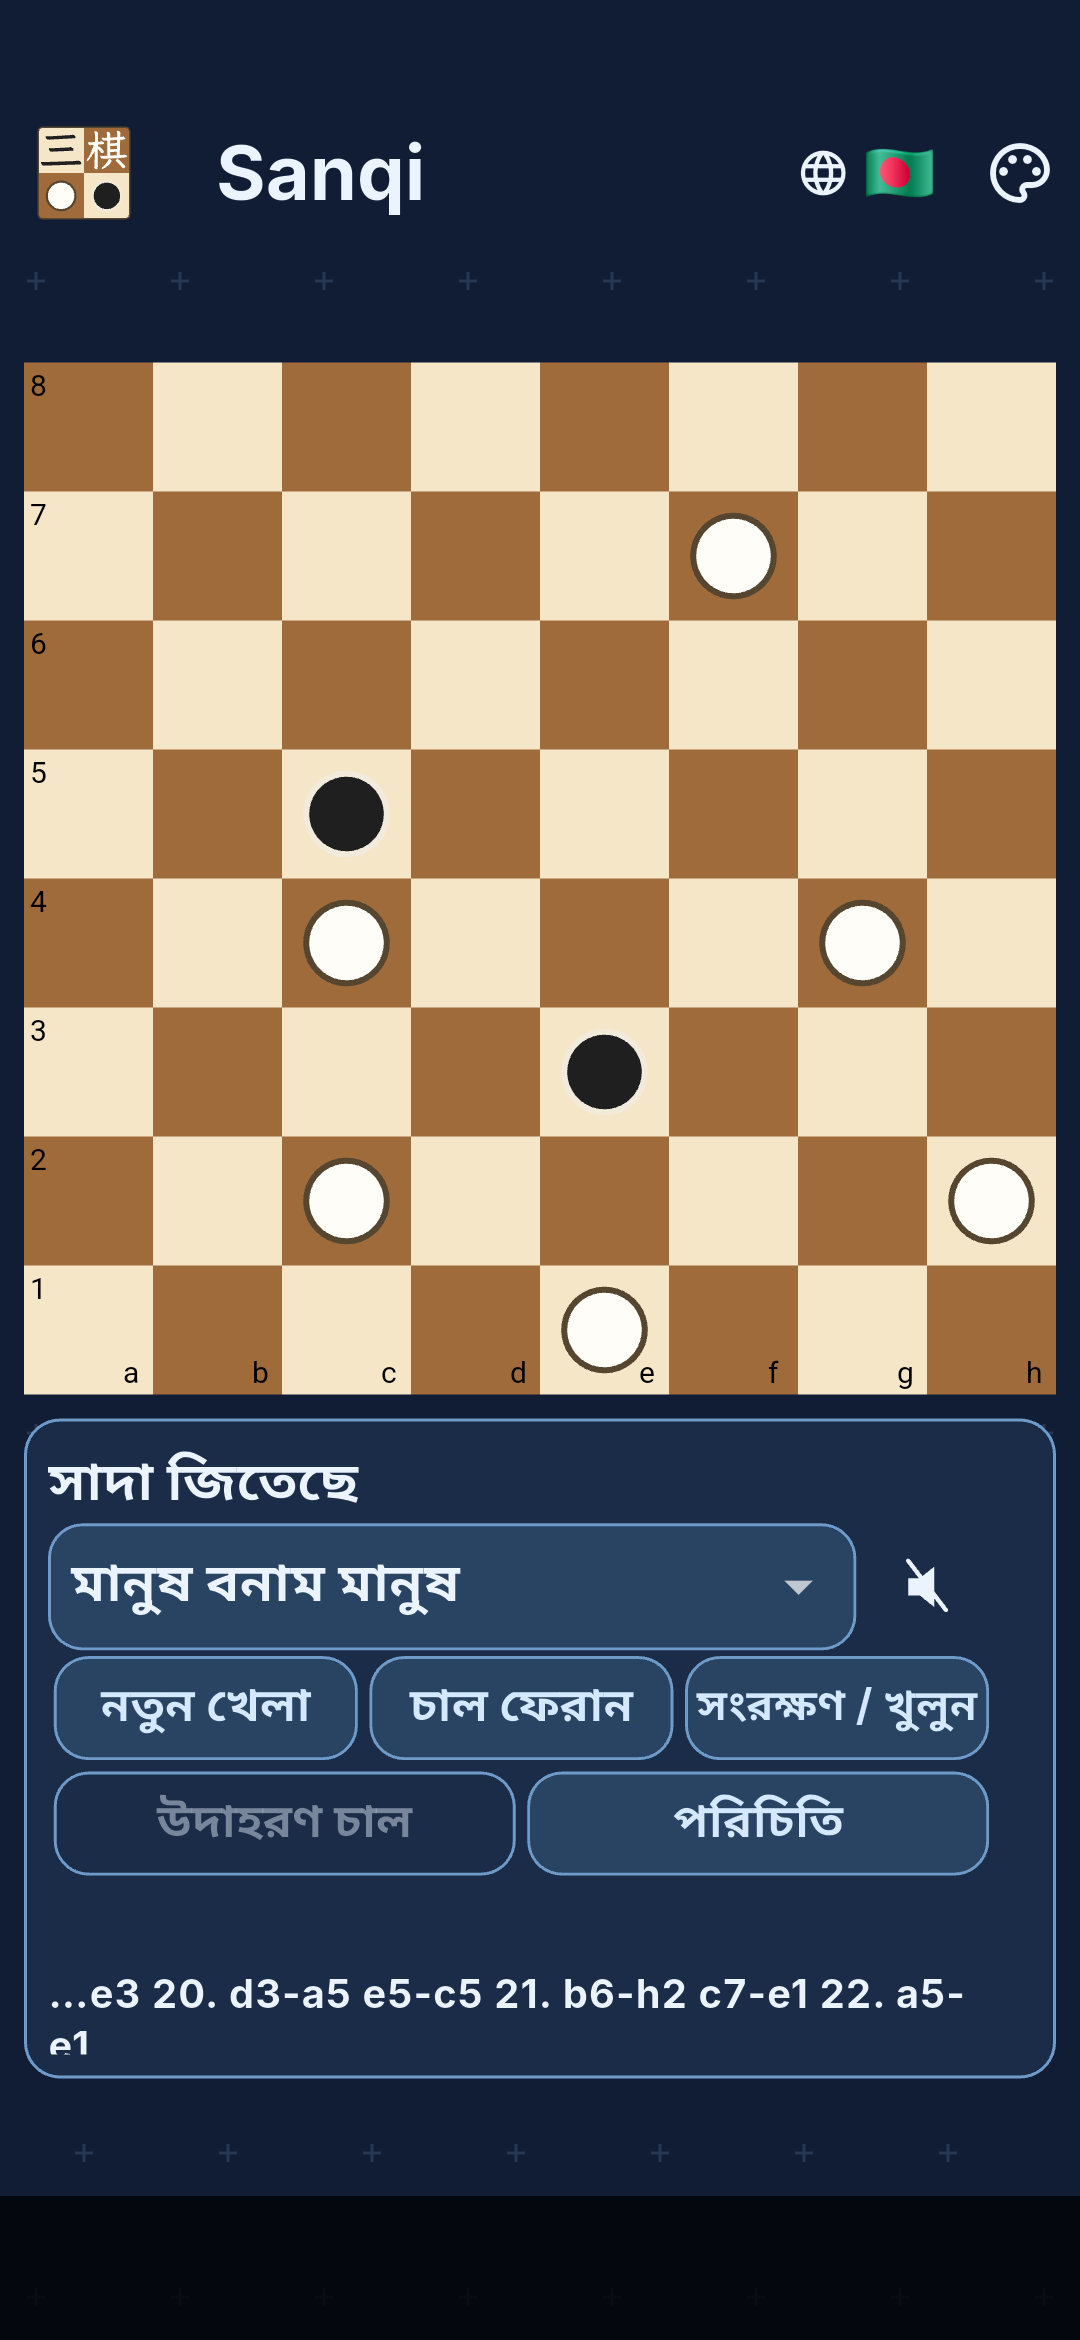 三棋
Sanqi
8
7
6
5
4
3
2
1
a b c d e f g h
সাদা জিতেছে
মানুষ বনাম মানুষ
নতুন খেলা চাল ফেরান সংরক্ষণ / খুলুন
উদাহরণ চাল পরিচিতি
...e3 20. d3-a5 e5-c5 21. b6-h2 c7-e1 22. a5-
e1